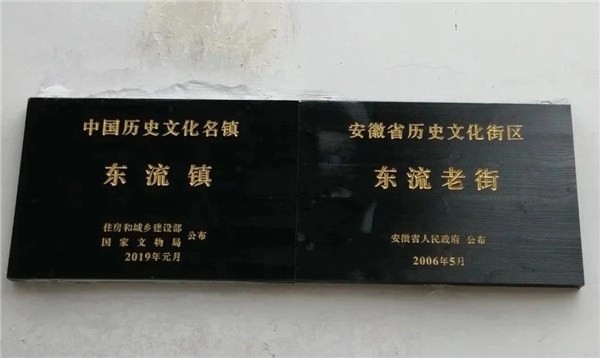 中国历史文化名镇
东流镇
住房和城乡建设部
国家文物局
公布
2019年元月
安徽省历史文化街区
东流老街
安徽省人民政府 公布
2006年5月